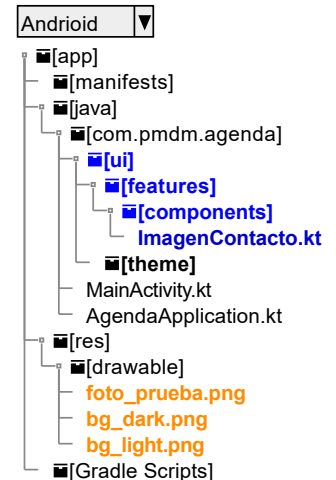 Andrioid
[app]
[manifests]
[java]
[com.pmdm.agenda]
[ui]
[features]
[components]
ImagenContacto.kt
[theme]
MainActivity.kt
AgendaApplication.kt
[res]
[drawable]
foto_prueba.png
bg_dark.png
bg_light.png
[Gradle Scripts]